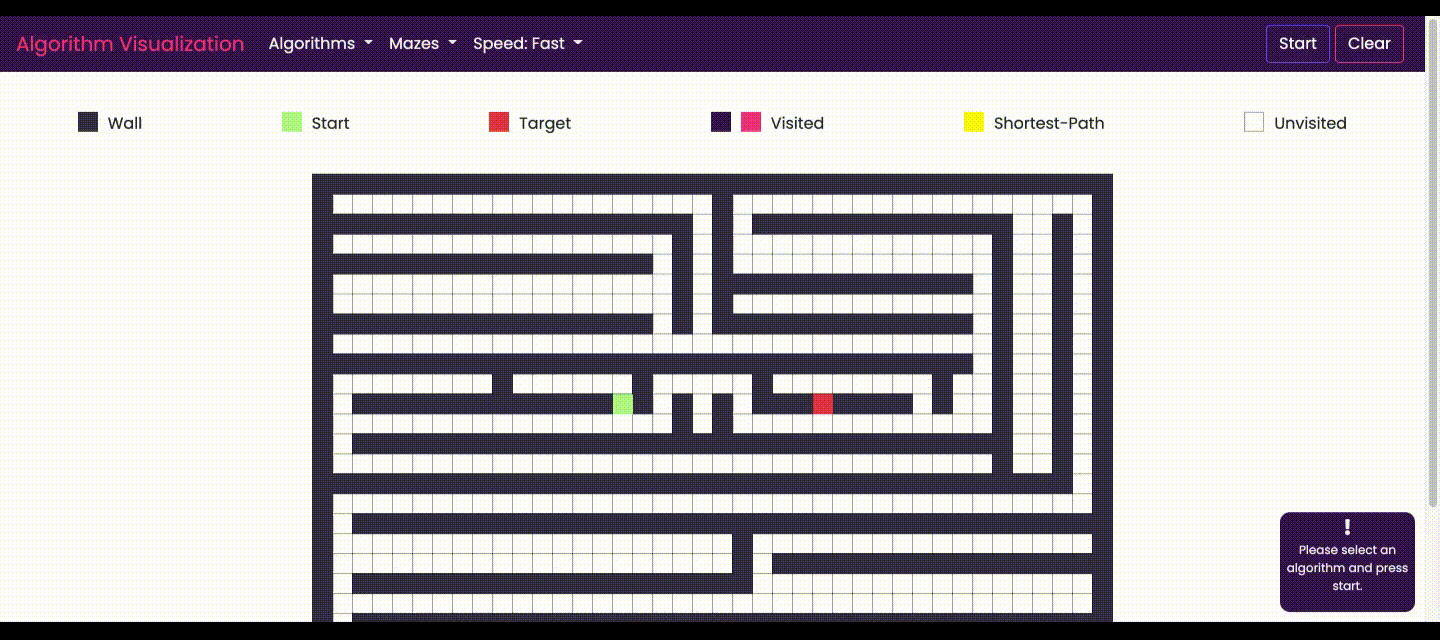 Algorithm Visualization Algorithms Mazes Speed: Fast Start Clear
Wall Start Target Visited Shortest-Path Unvisited
!
Please select an
algorithm and press
start.